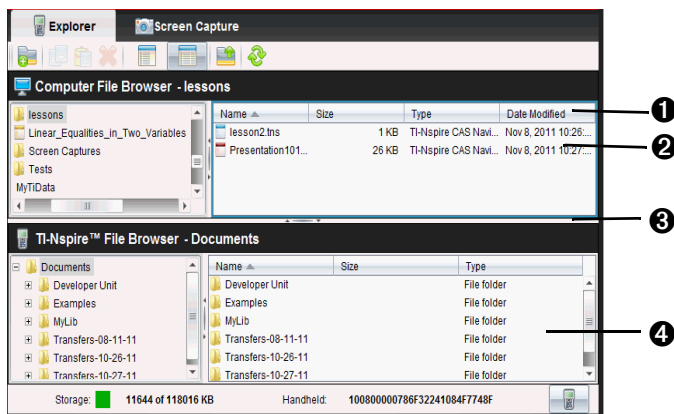 Explorer Screen Capture
Computer File Browser - lessons
lessons
Linear_Equalities_in_Two_Variables
Screen Captures
Tests
MyTiData
Name Size Type Date Modified
lesson2.tns 1 KB TI-Nspire CAS Navi... Nov 8, 2011 10:26:...
Presentation101... 26 KB TI-Nspire CAS Navi... Nov 8, 2011 10:27:...
❶
❷
❸
TI-Nspire™ File Browser - Documents
Documents
Developer Unit
Examples
MyLib
Transfers-08-11-11
Transfers-10-26-11
Transfers-10-27-11
Name Size Type
Developer Unit File folder
Examples File folder
MyLib File folder
Transfers-08-11-11 File folder
Transfers-10-26-11 File folder
Transfers-10-27-11 File folder
❹
Storage: 11644 of 118016 KB Handheld: 100800000786F32241084F7748F